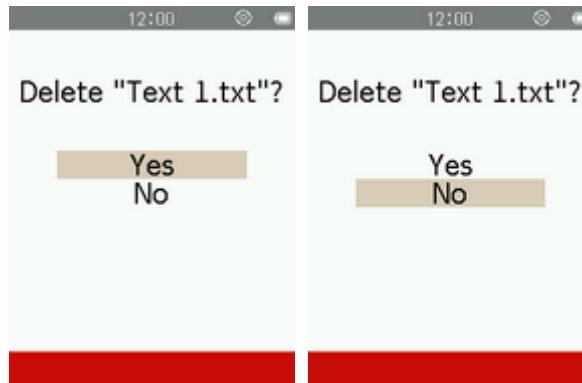 12:00
Delete "Text 1.txt"?
Yes
No
12:00
Delete "Text 1.txt"?
Yes
No